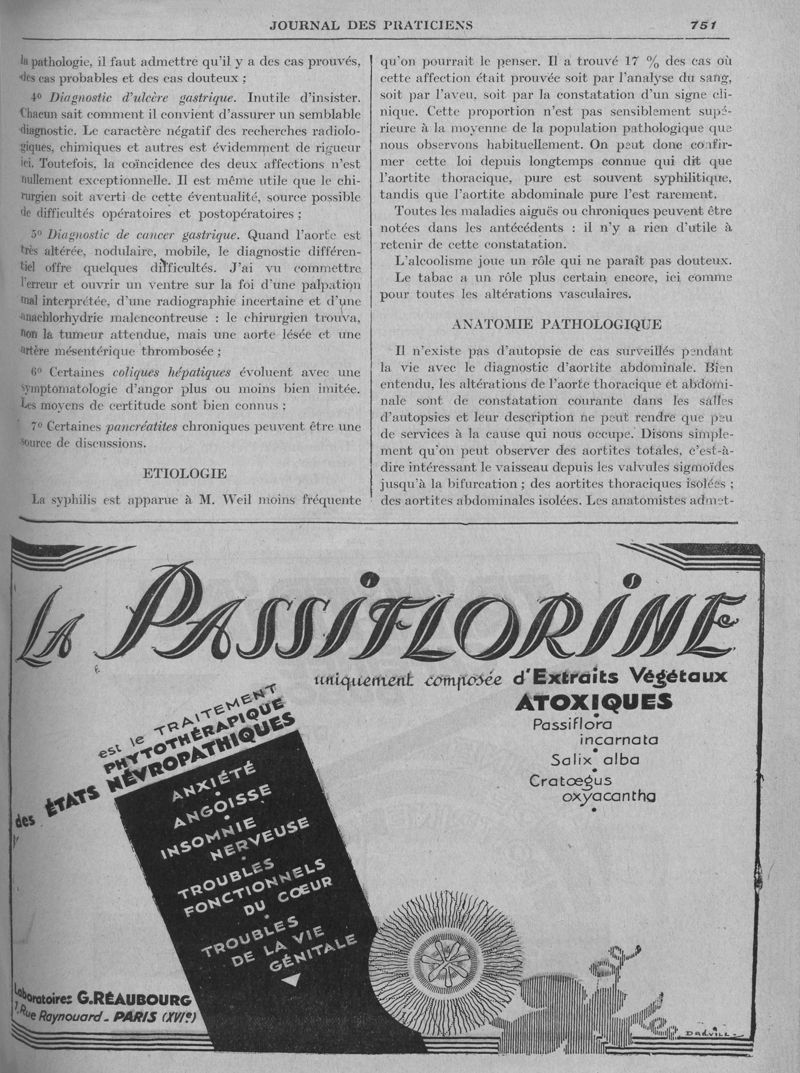 JOURNAL DES PRATICIENS
751
la pathologie, il faut admettre qu'il y a des cas prouvés,
des cas probables et des cas douteux ;
4º Diagnostic d'ulcère gastrique. Inutile d'insister.
Chacun sait comment il convient d'assurer un semblable
diagnostic. Le caractère négatif des recherches radiolo-
giques, chimiques et autres est évidemment de rigueur
ici. Toutefois, la coïncidence des deux affections n'est
nullement exceptionnelle. Il est même utile que le chi-
rurgien soit averti de cette éventualité, source possible
de difficultés opératoires et postopératoires ;
5º Diagnostic de cancer gastrique. Quand l'aorte est
très altérée, nodulaire, mobile, le diagnostic différen-
tiel offre quelques difficultés. J'ai vu commettre
l'erreur et ouvrir un ventre sur la foi d'une palpation
mal interprétée, d'une radiographie incertaine et d'une
anachlorhydrie malencontreuse : le chirurgien trouva,
non la tumeur attendue, mais une aorte lésée et une
artère mésentérique thrombosée ;
6º Certaines coliques hépatiques évoluent avec une
symptomatologie d'angor plus ou moins bien imitée.
Les moyens de certitude sont bien connus ;
7º Certaines pancréatites chroniques peuvent être une
source de discussions.
ETIOLOGIE
La syphilis est apparue à M. Weil moins fréquente
qu'on pourrait le penser. Il a trouvé 17 % des cas où
cette affection était prouvée soit par l'analyse du sang,
soit par l'aveu, soit par la constatation d'un signe cli-
nique. Cette proportion n'est pas sensiblement supé-
rieure à la moyenne de la population pathologique que
nous observons habituellement. On peut donc confir-
mer cette loi depuis longtemps connue qui dit que
l'aortite thoracique, pure est souvent syphilitique,
tandis que l'aortite abdominale pure l'est rarement.
Toutes les maladies aiguës ou chroniques peuvent être
notées dans les antécédents : il n'y a rien d'utile à
retenir de cette constatation.
L'alcoolisme joue un rôle qui ne paraît pas douteux.
Le tabac a un rôle plus certain encore, ici comme
pour toutes les altérations vasculaires.
ANATOMIE PATHOLOGIQUE
Il n'existe pas d'autopsie de cas surveillés pendant
la vie avec le diagnostic d'aortite abdominale. Bien
entendu, les altérations de l'aorte thoracique et abdomi-
nale sont de constatation courante dans les salles
d'autopsies et leur description ne peut rendre que peu
de services à la cause qui nous occupe. Disons simple-
ment qu'on peut observer des aortites totales, c'est-à-
dire intéressant le vaisseau depuis les valvules sigmoïdes
jusqu'à la bifurcation ; des aortites thoraciques isolées ;
des aortites abdominales isolées. Les anatomistes admet-
LA PASSIFLORINE
uniquement composée d'Extraits Végétaux
ATOXIQUES
Passiflora
incarnata
Salix alba
Cratœgus
oxyacantha
est le TRAITEMENT
PHYTOTHÉRAPIQUE
des ÉTATS NÉVROPATHIQUES
ANXIÉTÉ
ANGOISSE
INSOMNIE
NERVEUSE
TROUBLES
FONCTIONNELS
DU CŒUR
TROUBLES
DE LA VIE
GÉNITALE
Laboratoires G.RÉAUBOURG
1, Rue Raynouard_ PARIS (XVIe)